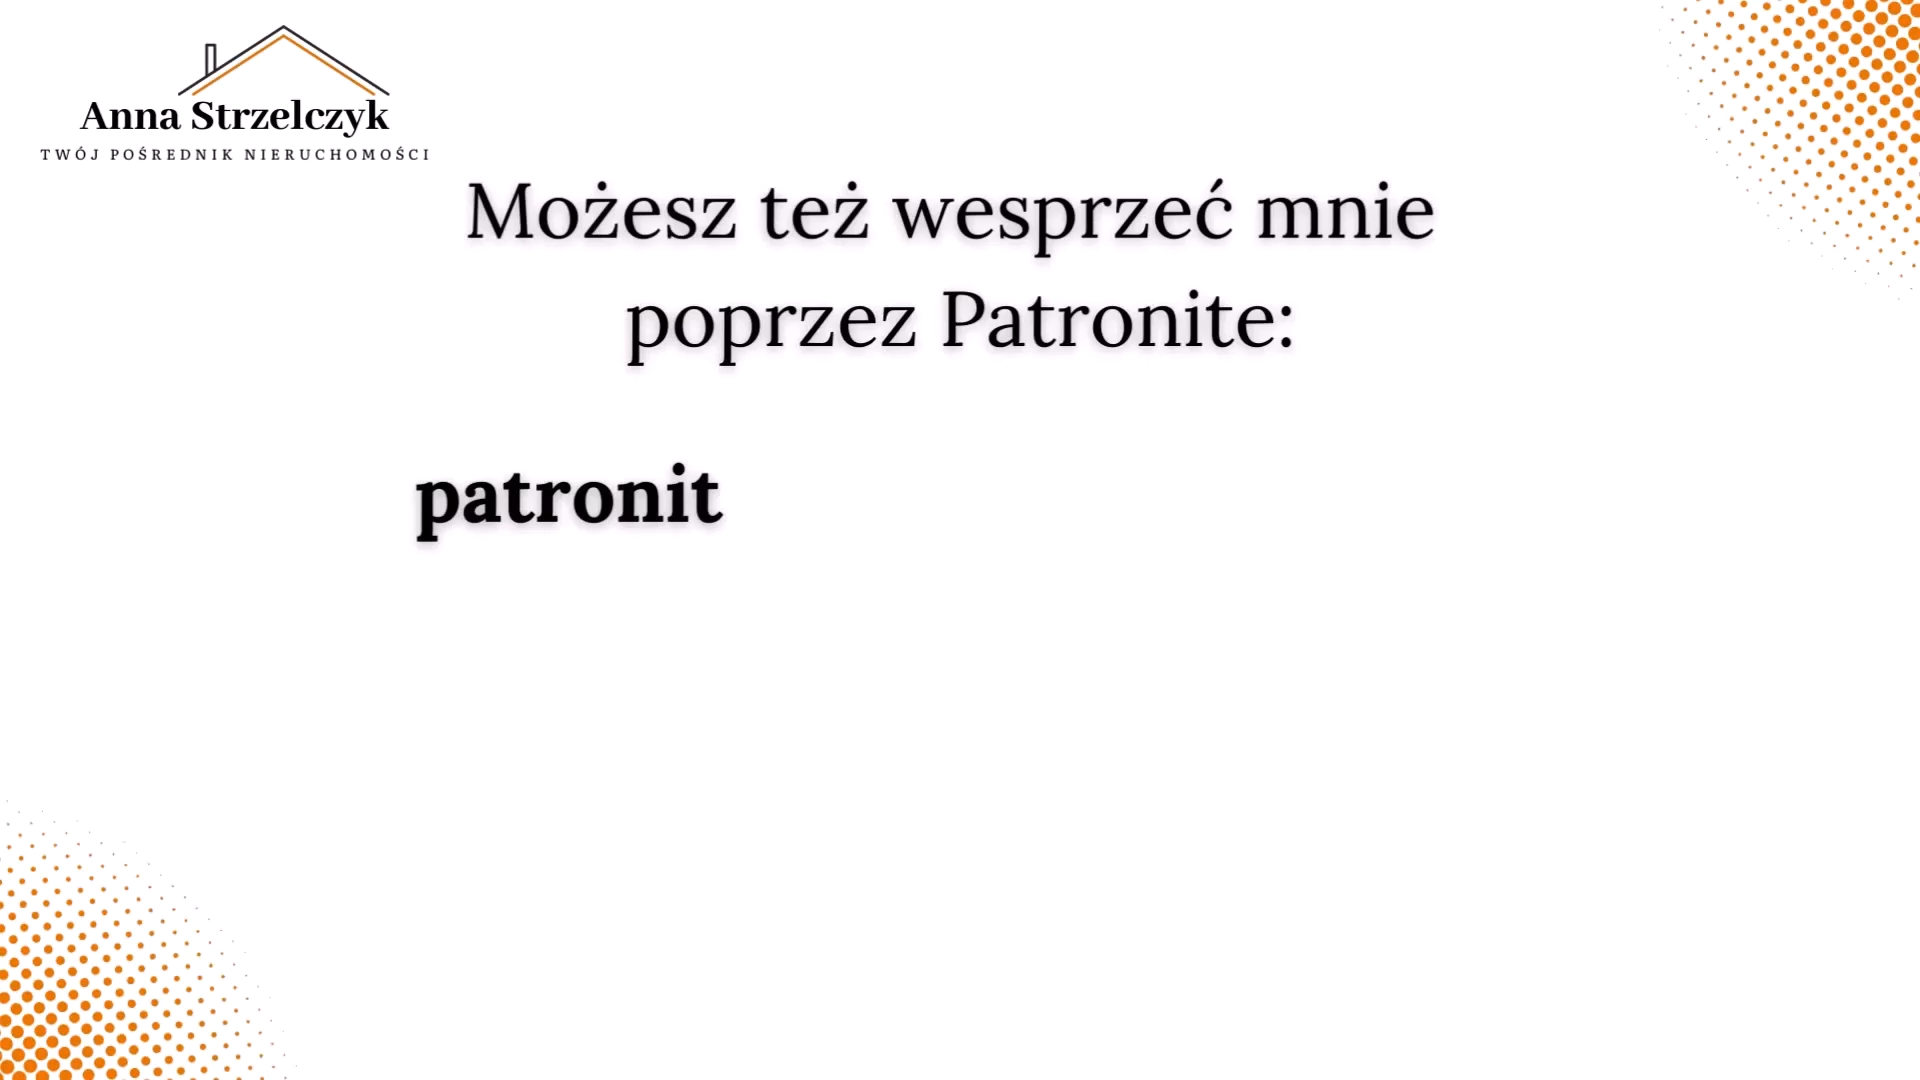 Anna Strzelczyk
TWÓJ POŚREDNIK NIERUCHOMOŚCI
Możesz też wesprzeć mnie
poprzez Patronite:
patronit